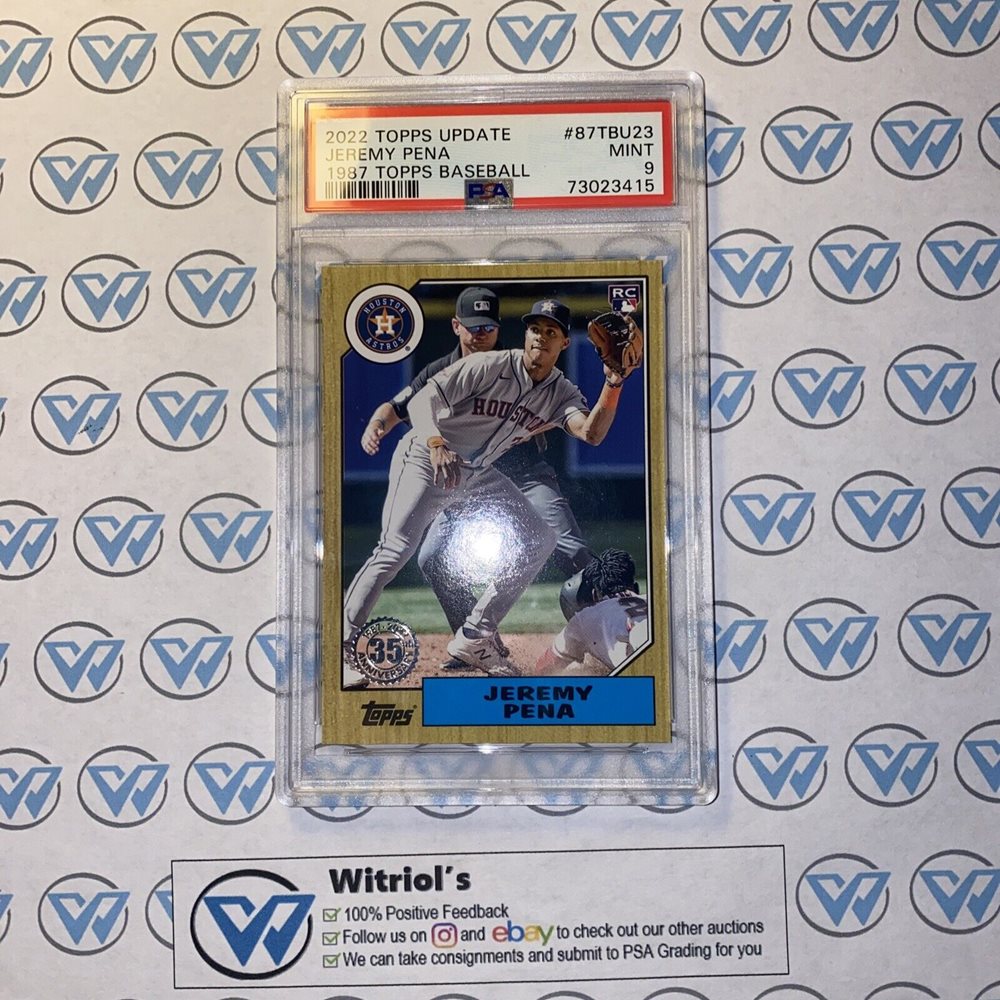 2022 TOPPS UPDATE #87TBU23
JEREMY PENA MINT
1987 TOPPS BASEBALL 9
PSA 73023415
HOUSTON
H
ASTROS
RC
HOUSTON
35
ANNIVERSARY
Topps
JEREMY
PENA
Witriol's
100% Positive Feedback
Follow us on and ebay to check out our other auctions
We can take consignments and submit to PSA Grading for you